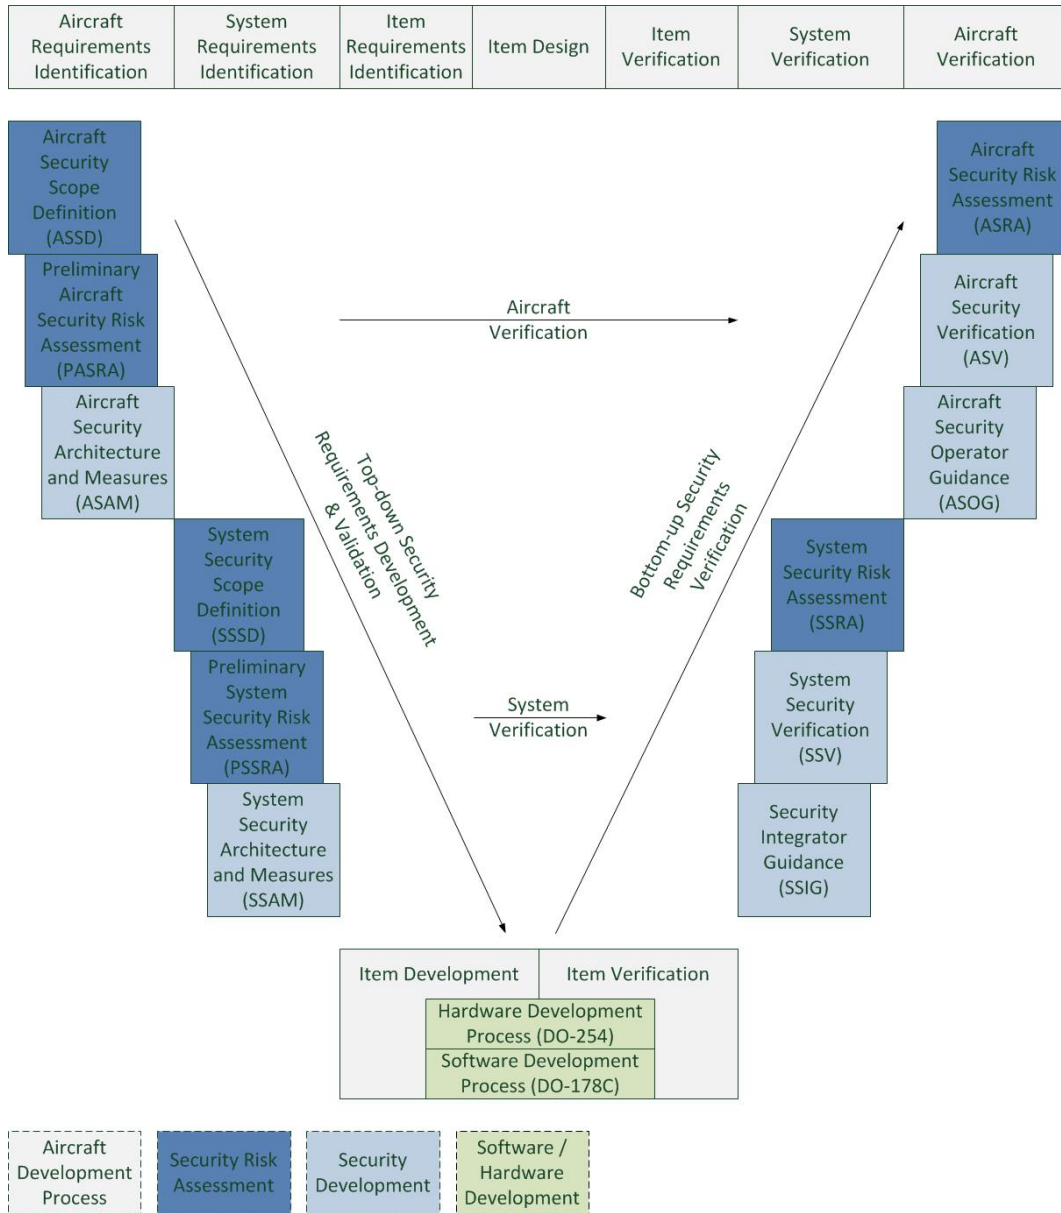 Aircraft
Requirements
Identification
System
Requirements
Identification
Item
Requirements
Identification
Item Design
Item
Verification
System
Verification
Aircraft
Verification
Aircraft
Security
Scope
Definition
(ASSD)
Preliminary
Aircraft
Security Risk
Assessment
(PASRA)
Aircraft
Security
Architecture
and Measures
(ASAM)
System
Security
Scope
Definition
(SSSD)
Preliminary
System
Security Risk
Assessment
(PSSRA)
System
Security
Architecture
and Measures
(SSAM)
Top-down Security
Requirements Development
& Validation
Aircraft
Verification
System
Verification
Bottom-up Security
Requirements
Verification
Aircraft
Security Risk
Assessment
(ASRA)
Aircraft
Security
Verification
(ASV)
Aircraft
Security
Operator
Guidance
(ASOG)
System
Security Risk
Assessment
(SSRA)
System
Security
Verification
(SSV)
Security
Integrator
Guidance
(SSIG)
Item Development
Item Verification
Hardware Development
Process (DO-254)
Software Development
Process (DO-178C)
Aircraft
Development
Process
Security Risk
Assessment
Security
Development
Software /
Hardware
Development